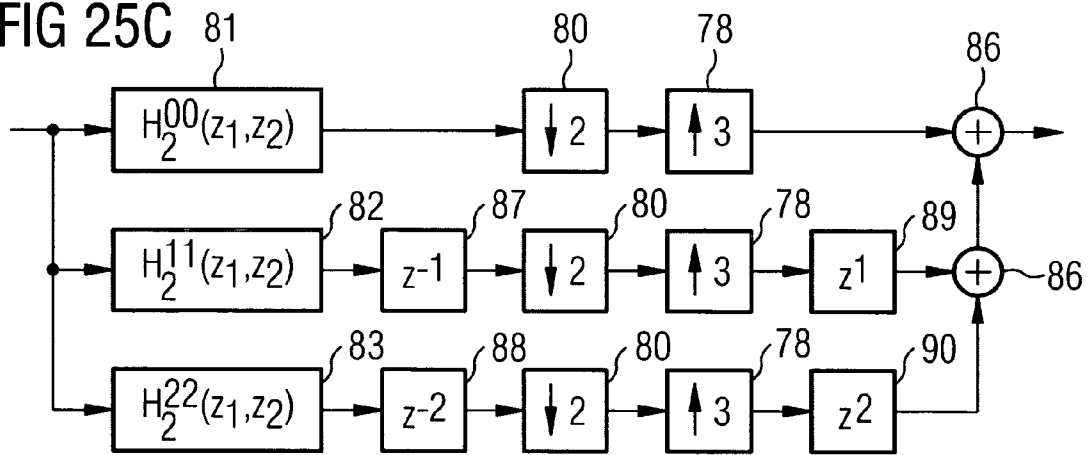 FIG 25C
81 80 78 86
H₂⁰⁰(z₁,z₂) ↓ 2 ↑ 3 +
82 87 80 78 89
H₂¹¹(z₁,z₂) z⁻¹ ↓ 2 ↑ 3 z¹ + 86
83 88 80 78 90
H₂²²(z₁,z₂) z⁻² ↓ 2 ↑ 3 z²